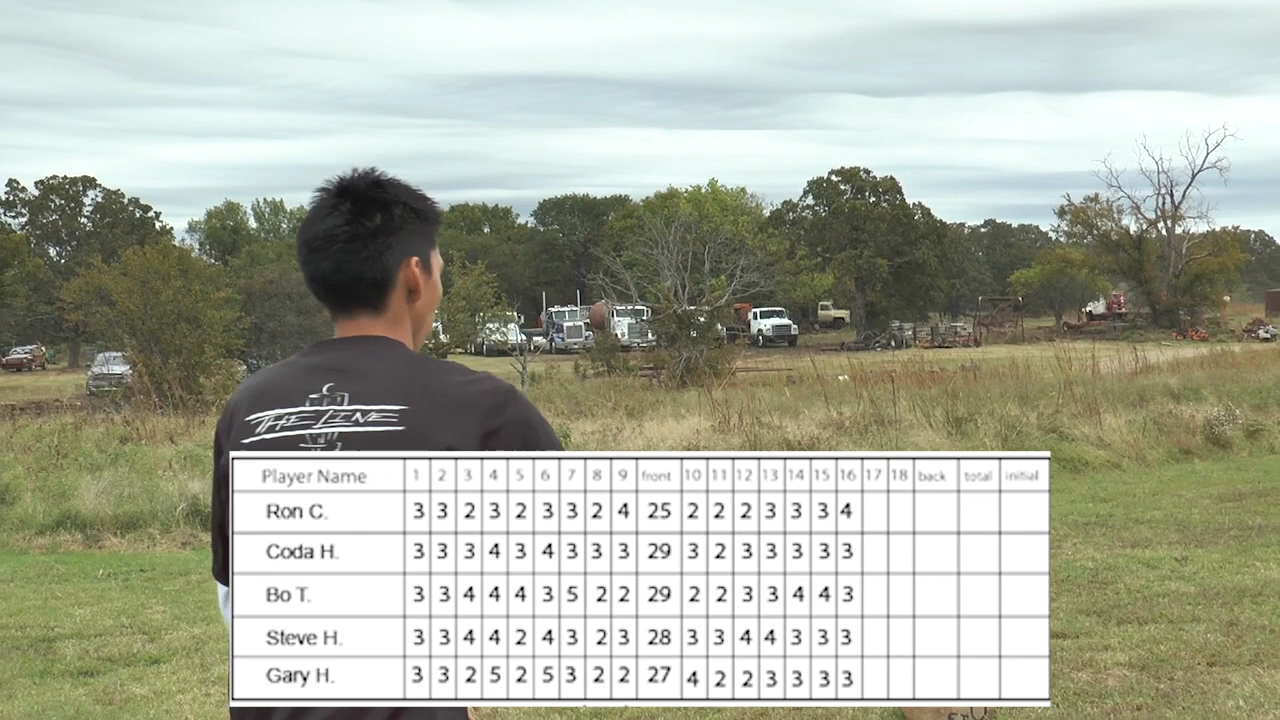 THE LINE
Player Name 1 2 3 4 5 6 7 8 9 front 10 11 12 13 14 15 16 17 18 back total initial
Ron C. 3 3 2 3 2 3 3 2 4 25 2 2 2 3 3 3 4
Coda H. 3 3 3 4 3 4 3 3 3 29 3 2 3 3 3 3 3
Bo T. 3 3 4 4 4 3 5 2 2 29 2 2 3 3 4 4 3
Steve H. 3 3 4 4 2 4 3 2 3 28 3 3 4 4 3 3 3
Gary H. 3 3 2 5 2 5 3 2 2 27 4 2 2 3 3 3 3